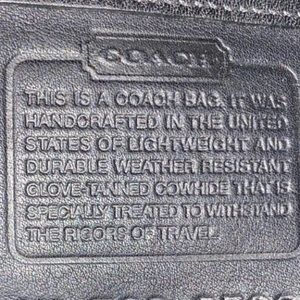 COACH
THIS IS A COACH BAG. IT WAS
HANDCRAFTED IN THE UNITED
STATES OF LIGHTWEIGHT AND
DURABLE WEATHER RESISTANT
GLOVE-TANNED COWHIDE THAT IS
SPECIALLY TREATED TO WITHSTAND
THE RIGORS OF TRAVEL.